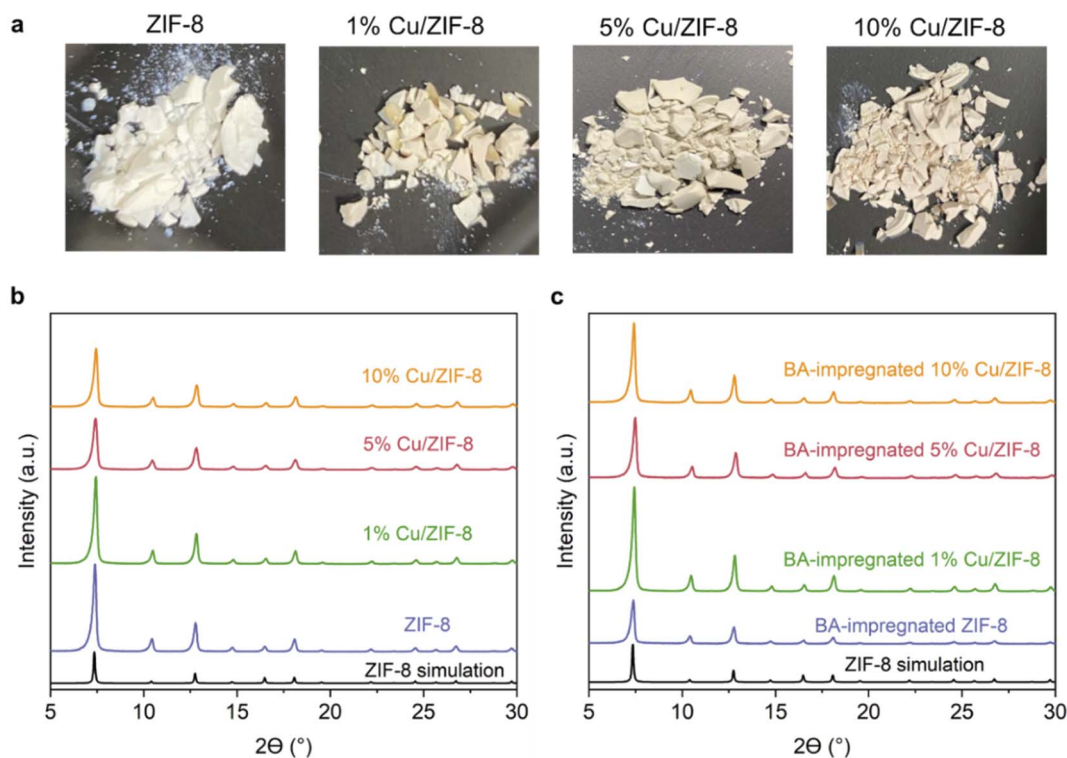 a
ZIF-8
1% Cu/ZIF-8
5% Cu/ZIF-8
10% Cu/ZIF-8
b
Intensity (a.u.)
10% Cu/ZIF-8
5% Cu/ZIF-8
1% Cu/ZIF-8
ZIF-8
ZIF-8 simulation
5 10 15 20 25 30
2Θ (°)
c
Intensity (a.u.)
BA-impregnated 10% Cu/ZIF-8
BA-impregnated 5% Cu/ZIF-8
BA-impregnated 1% Cu/ZIF-8
BA-impregnated ZIF-8
ZIF-8 simulation
5 10 15 20 25 30
2Θ (°)